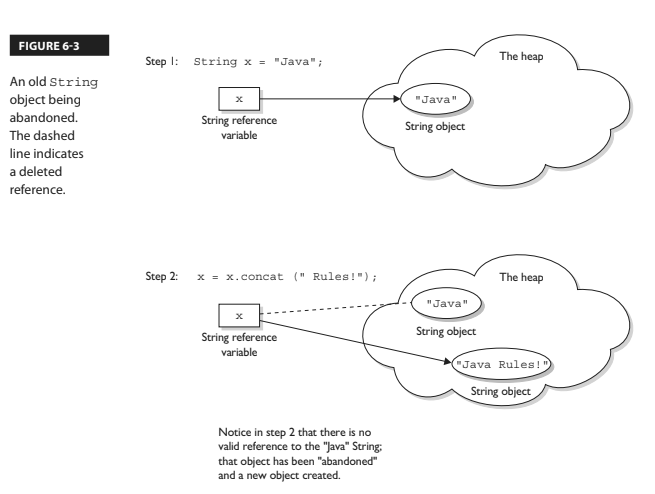 FIGURE 6-3
An old String
object being
abandoned.
The dashed
line indicates
a deleted
reference.
Step 1: String x = "Java";
The heap
x
"Java"
String reference
variable
String object
Step 2: x = x.concat (" Rules!");
The heap
"Java"
x
String object
String reference
variable
"Java Rules!"
String object
Notice in step 2 that there is no
valid reference to the "Java" String;
that object has been "abandoned"
and a new object created.